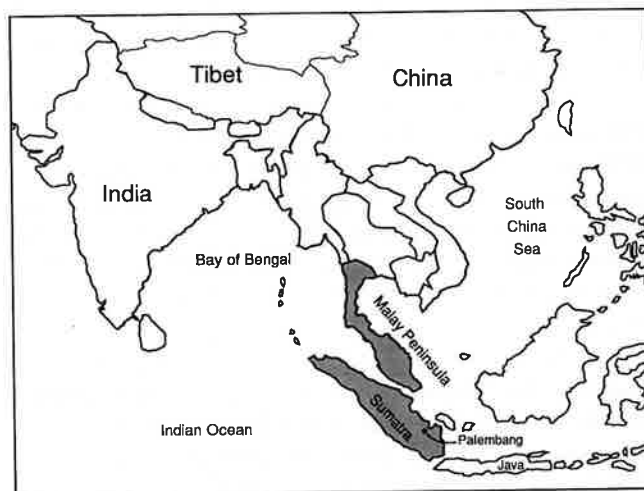 Tibet
China
India
South
China
Sea
Bay of Bengal
Malay Peninsula
Sumatra
Indian Ocean
Palembang
Java